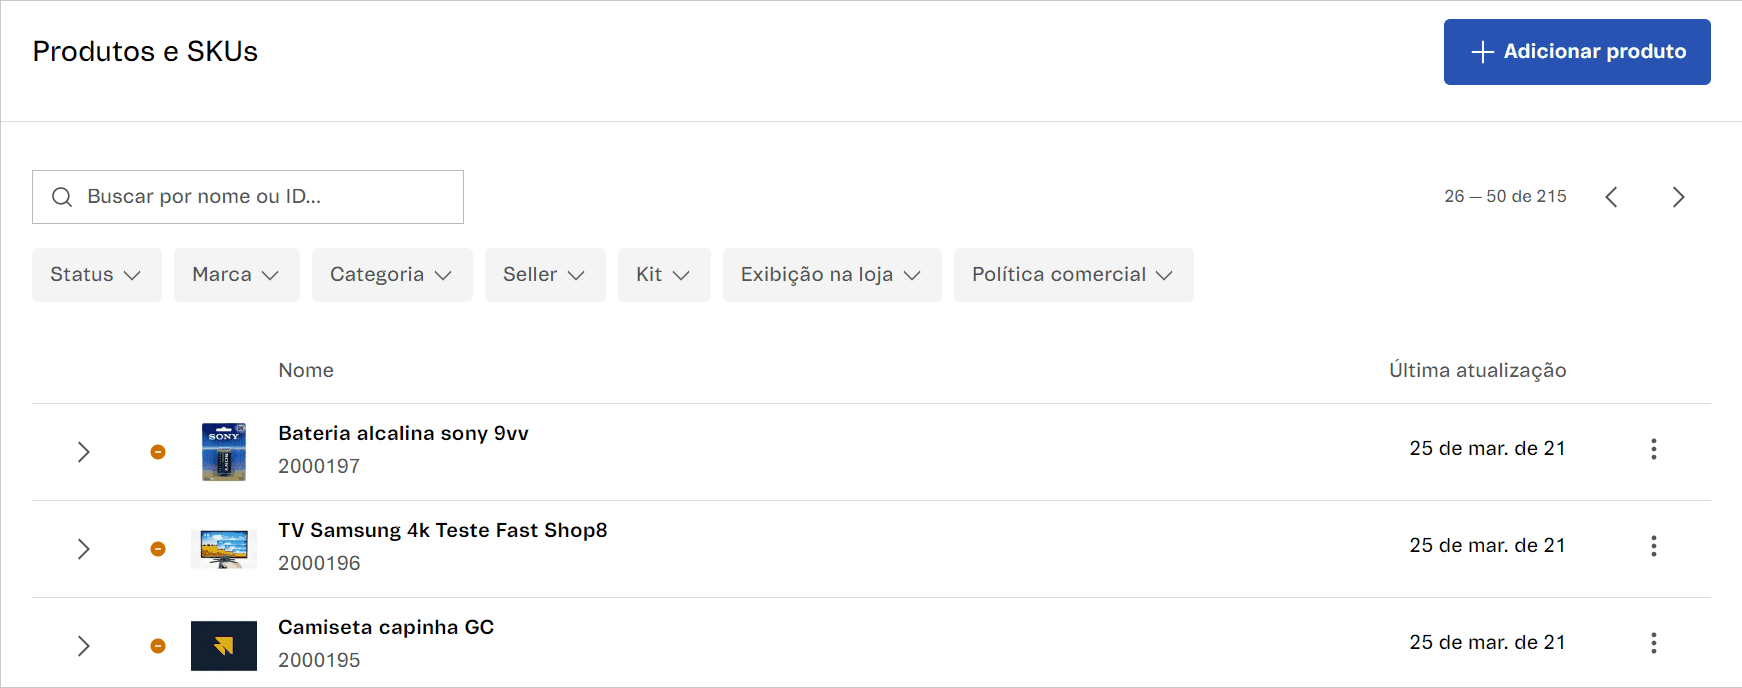 Produtos e SKUs
Adicionar produto
Buscar por nome ou ID...
26 — 50 de 215
Status
Marca
Categoria
Seller
Kit
Exibição na loja
Política comercial
Nome
Última atualização
SONY
Bateria alcalina sony 9vv
2000197
25 de mar. de 21
TV Samsung 4k Teste Fast Shop8
2000196
25 de mar. de 21
Camiseta capinha GC
2000195
25 de mar. de 21